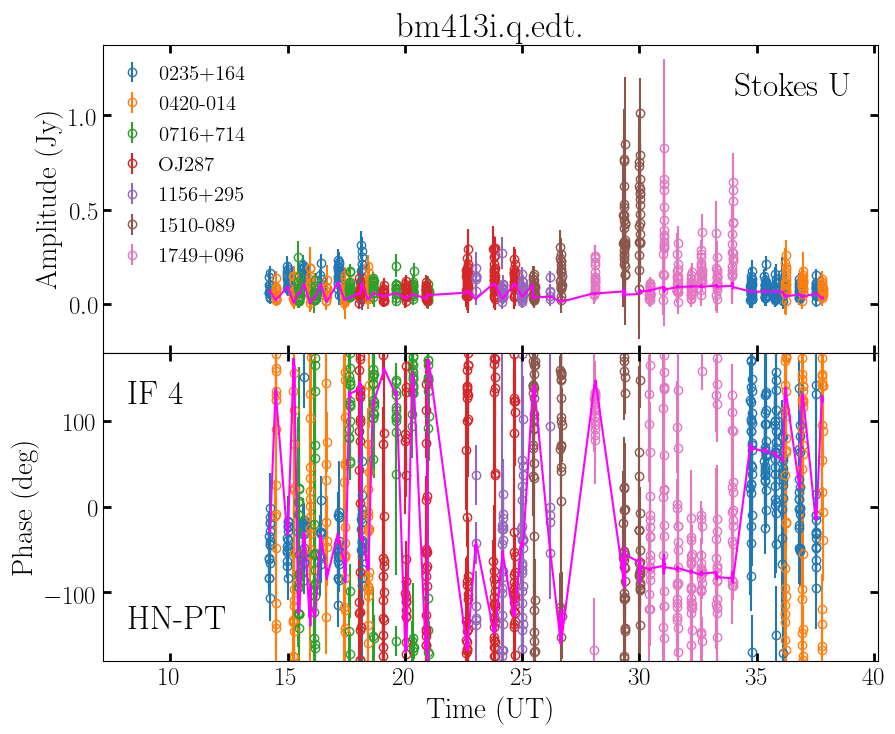 bm413i.q.edt.
Stokes U
0235+164
0420-014
0716+714
OJ287
1156+295
1510-089
1749+096
Amplitude (Jy)
1.0
0.5
0.0
IF 4
HN-PT
Phase (deg)
100
0
−100
10 15 20 25 30 35 40
Time (UT)